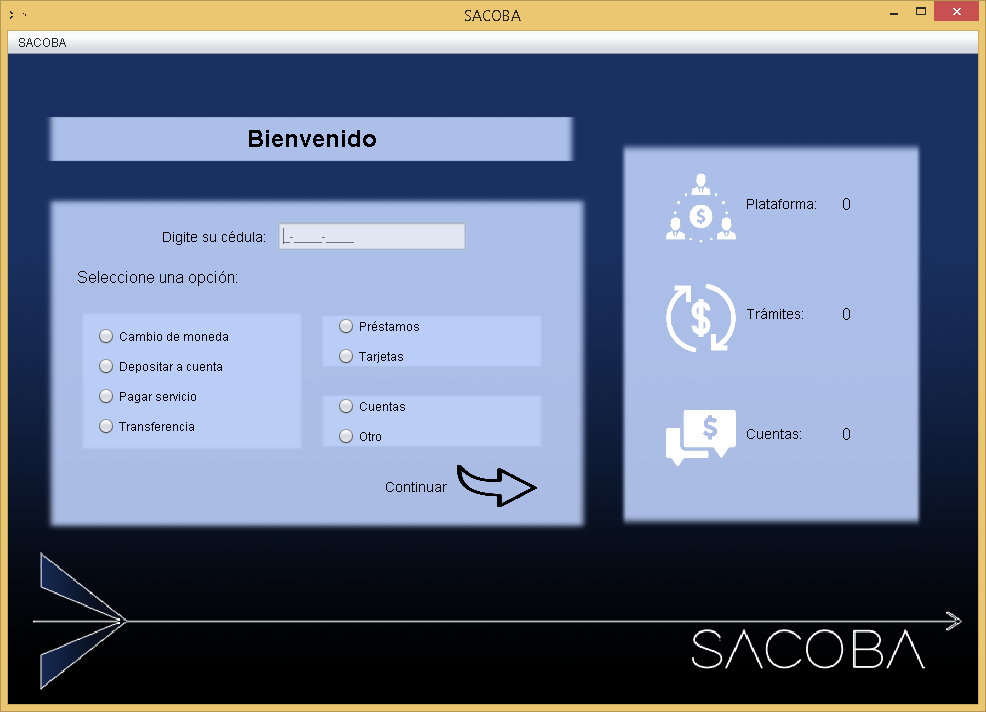 SACOBA
SACOBA
Bienvenido
Digite su cédula: _-____-____
Seleccione una opción:
Cambio de moneda
Depositar a cuenta
Pagar servicio
Transferencia
Préstamos
Tarjetas
Cuentas
Otro
Continuar
$
Plataforma: 0
$
Trámites: 0
$
Cuentas: 0
SACOBA